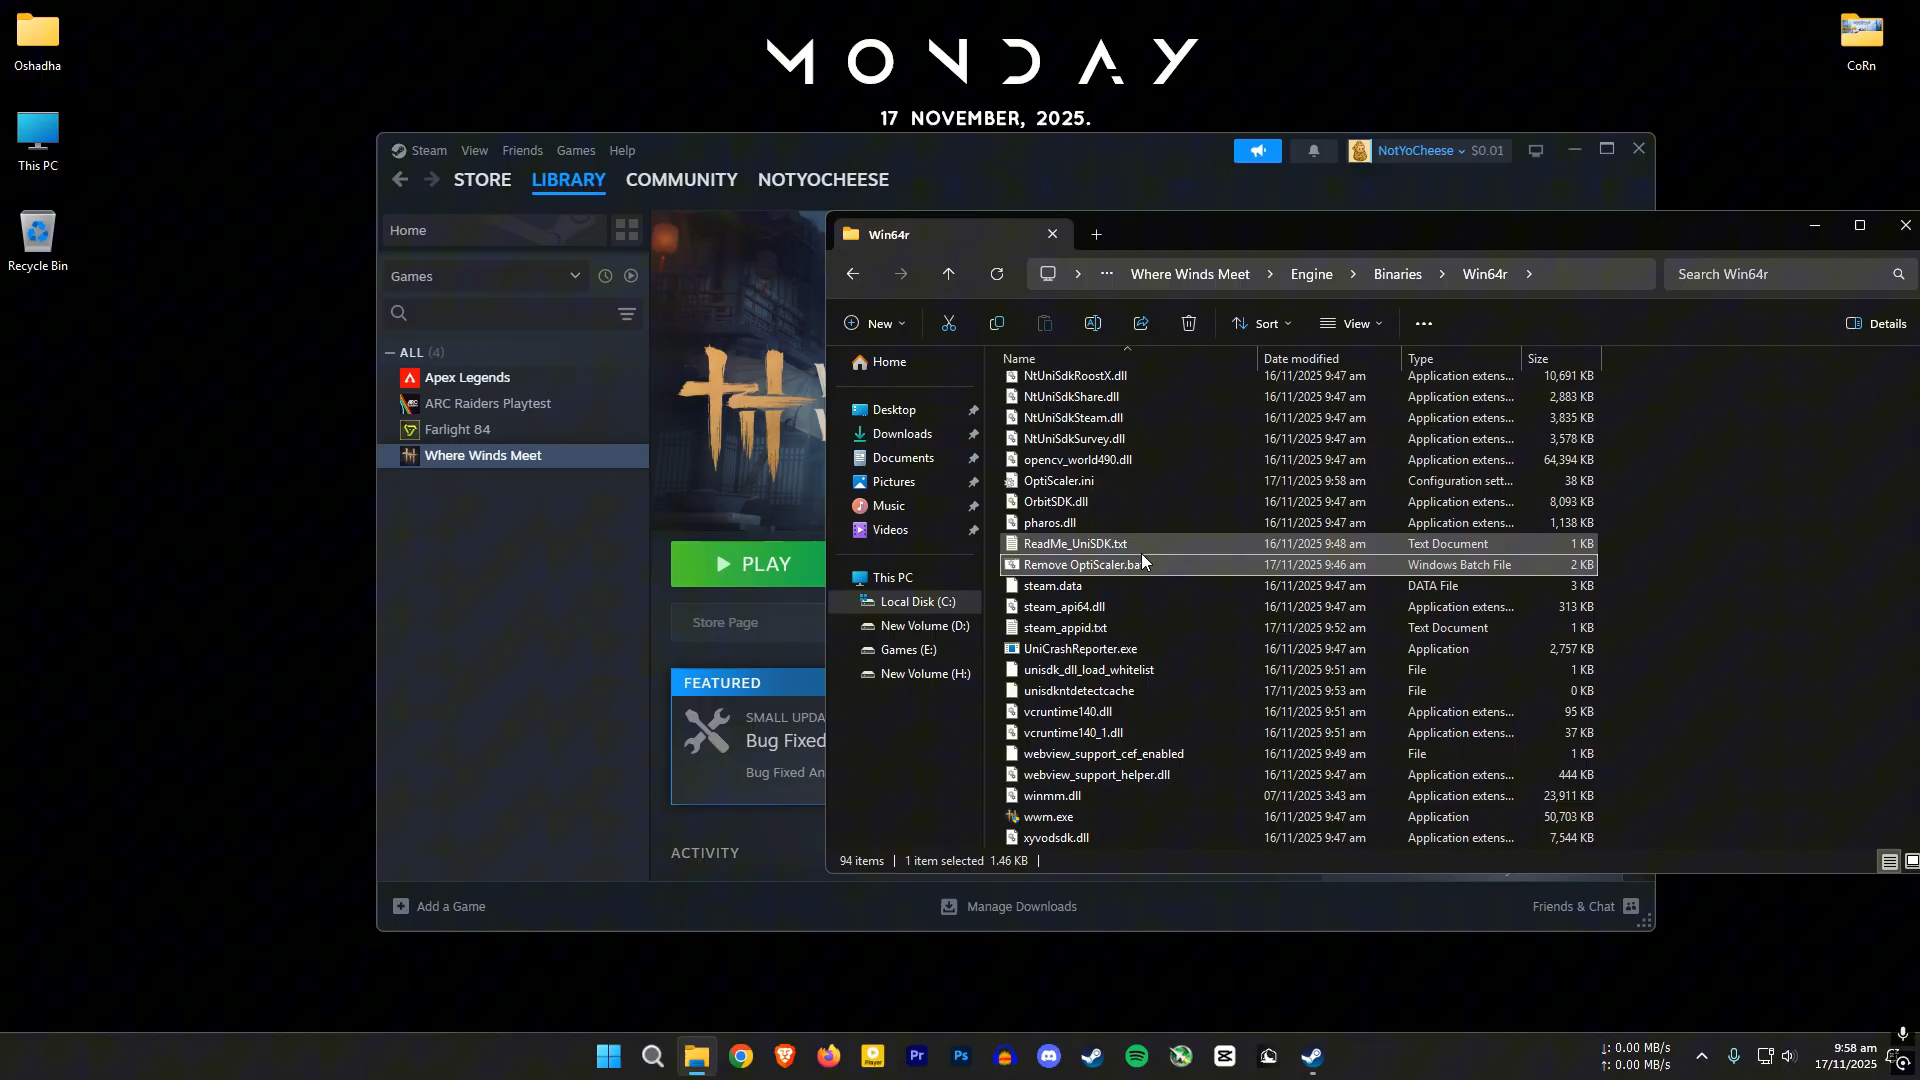 Oshadha
This PC
Recycle Bin
CoRn
MONDAY
17 NOVEMBER, 2025.
Steam View Friends Games Help
NotYoCheese $0.01
STORE LIBRARY COMMUNITY NOTYOCHEESE
Home
Games
ALL (4)
Apex Legends
ARC Raiders Playtest
Farlight 84
Where Winds Meet
PLAY
Store Page
FEATURED
SMALL UPDA
Bug Fixed
Bug Fixed An
ACTIVITY
Add a Game
Manage Downloads
Friends & Chat
Win64r
Where Winds Meet Engine Binaries Win64r
Search Win64r
New Sort View Details
Home
Desktop
Downloads
Documents
Pictures
Music
Videos
This PC
Local Disk (C:)
New Volume (D:)
Games (E:)
New Volume (H:)
Name Date modified Type Size
NtUniSdkRoostX.dll 16/11/2025 9:47 am Application extens... 10,691 KB
NtUniSdkShare.dll 16/11/2025 9:47 am Application extens... 2,883 KB
NtUniSdkSteam.dll 16/11/2025 9:47 am Application extens... 3,835 KB
NtUniSdkSurvey.dll 16/11/2025 9:47 am Application extens... 3,578 KB
opencv_world490.dll 16/11/2025 9:47 am Application extens... 64,394 KB
OptiScaler.ini 17/11/2025 9:58 am Configuration sett... 38 KB
OrbitSDK.dll 16/11/2025 9:47 am Application extens... 8,093 KB
pharos.dll 16/11/2025 9:47 am Application extens... 1,138 KB
ReadMe_UniSDK.txt 16/11/2025 9:48 am Text Document 1 KB
Remove OptiScaler.ba 17/11/2025 9:46 am Windows Batch File 2 KB
steam.data 16/11/2025 9:47 am DATA File 3 KB
steam_api64.dll 16/11/2025 9:47 am Application extens... 313 KB
steam_appid.txt 17/11/2025 9:52 am Text Document 1 KB
UniCrashReporter.exe 16/11/2025 9:47 am Application 2,757 KB
unisdk_dll_load_whitelist 16/11/2025 9:51 am File 1 KB
unisdkntdetectcache 17/11/2025 9:53 am File 0 KB
vcruntime140.dll 16/11/2025 9:51 am Application extens... 95 KB
vcruntime140_1.dll 16/11/2025 9:51 am Application extens... 37 KB
webview_support_cef_enabled 16/11/2025 9:49 am File 1 KB
webview_support_helper.dll 16/11/2025 9:47 am Application extens... 444 KB
winmm.dll 07/11/2025 3:43 am Application extens... 23,911 KB
wwm.exe 16/11/2025 9:47 am Application 50,703 KB
xyvodsdk.dll 16/11/2025 9:47 am Application extens... 7,544 KB
94 items 1 item selected 1.46 KB
Player
Pr
Ps
↓: 0.00 MB/s
↑: 0.00 MB/s
9:58 am
17/11/2025